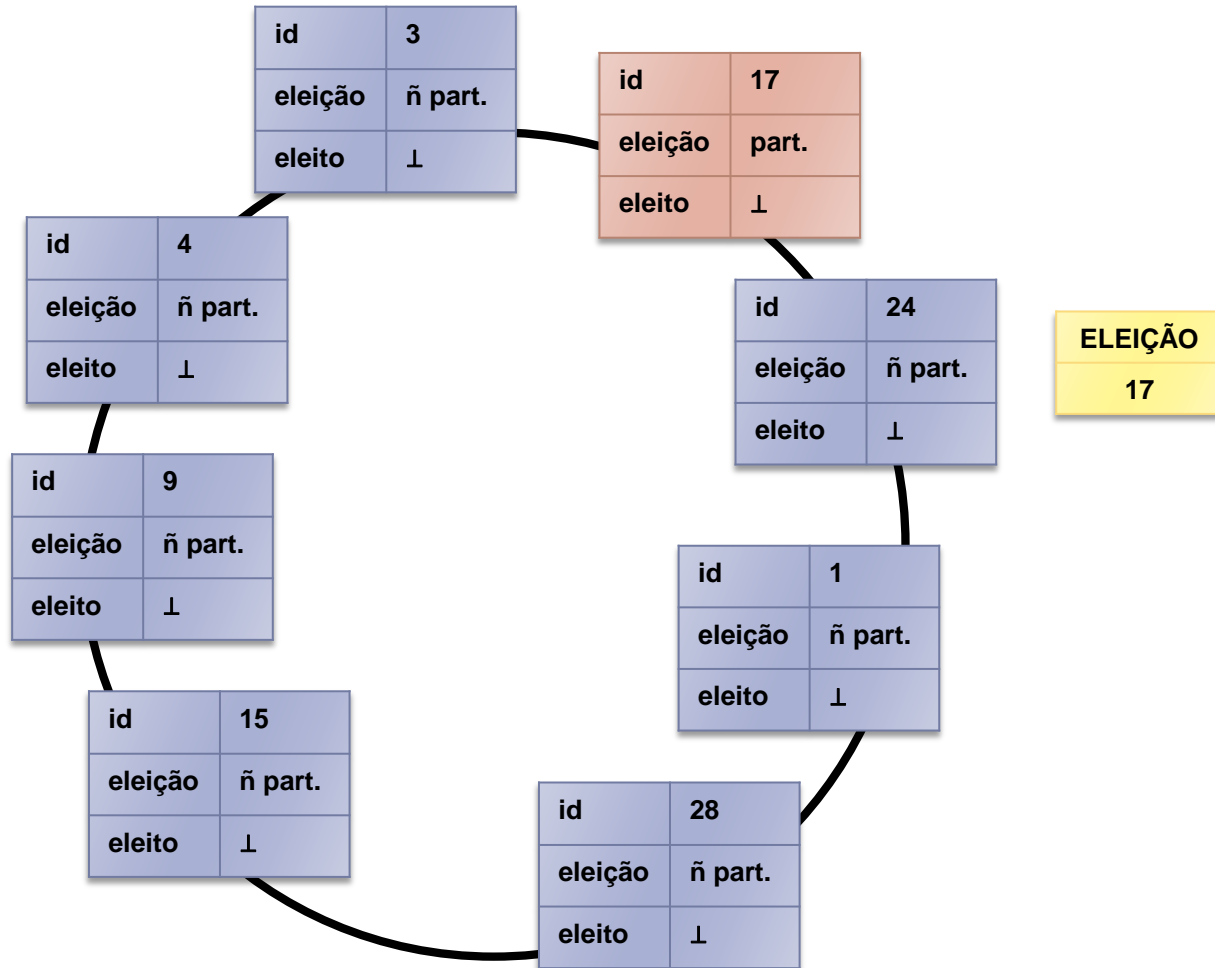 id 3
eleição ñ part.
eleito ⊥
id 17
eleição part.
eleito ⊥
id 4
eleição ñ part.
eleito ⊥
id 24
eleição ñ part.
eleito ⊥
ELEIÇÃO
17
id 9
eleição ñ part.
eleito ⊥
id 1
eleição ñ part.
eleito ⊥
id 15
eleição ñ part.
eleito ⊥
id 28
eleição ñ part.
eleito ⊥